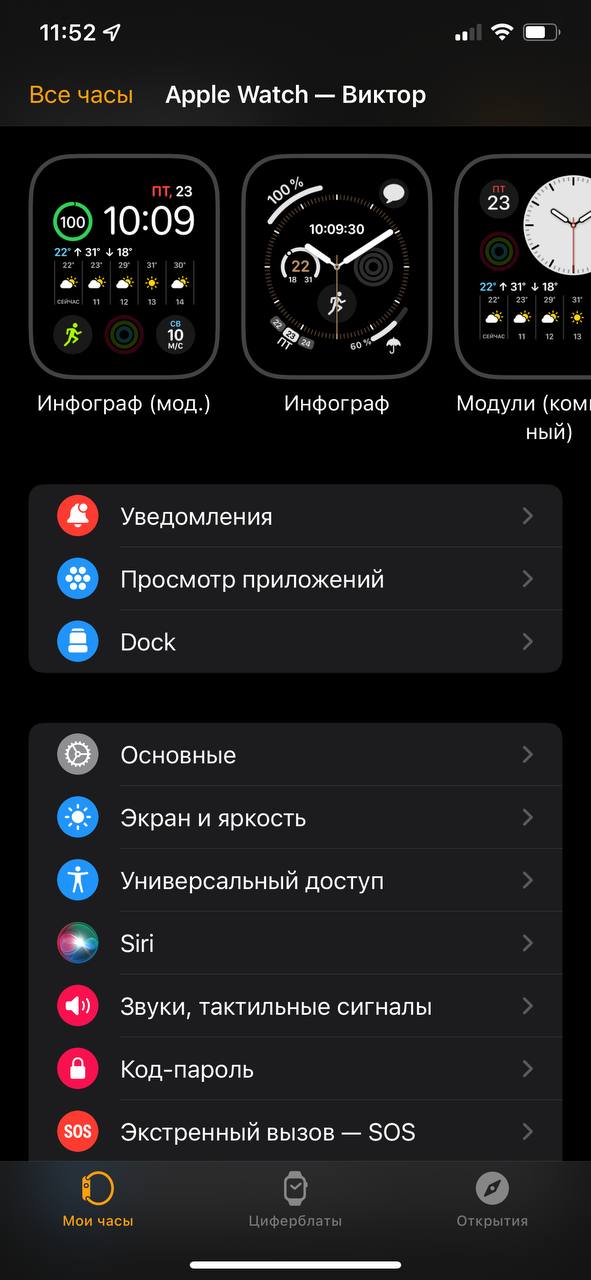 11:52
Все часы
Apple Watch — Виктор
ПТ, 23
100
10:09
22° ↑ 31° ↓ 18°
22° 23° 29° 31° 30°
СЕЙЧАС 11 12 13 14
СВ
10
М/С
Инфограф (мод.)
100 %
10:09:30
22
18 31
22 23 24
ПТ
60 %
Инфограф
ПТ
23
22° ↑ 31° ↓ 18°
22° 23° 29° 31°
СЕЙЧАС 11 12 13
Модули (ком
ный)
Уведомления
Просмотр приложений
Dock
Основные
Экран и яркость
Универсальный доступ
Siri
Звуки, тактильные сигналы
Код-пароль
SOS
Экстренный вызов — SOS
Мои часы
Циферблаты
Открытия